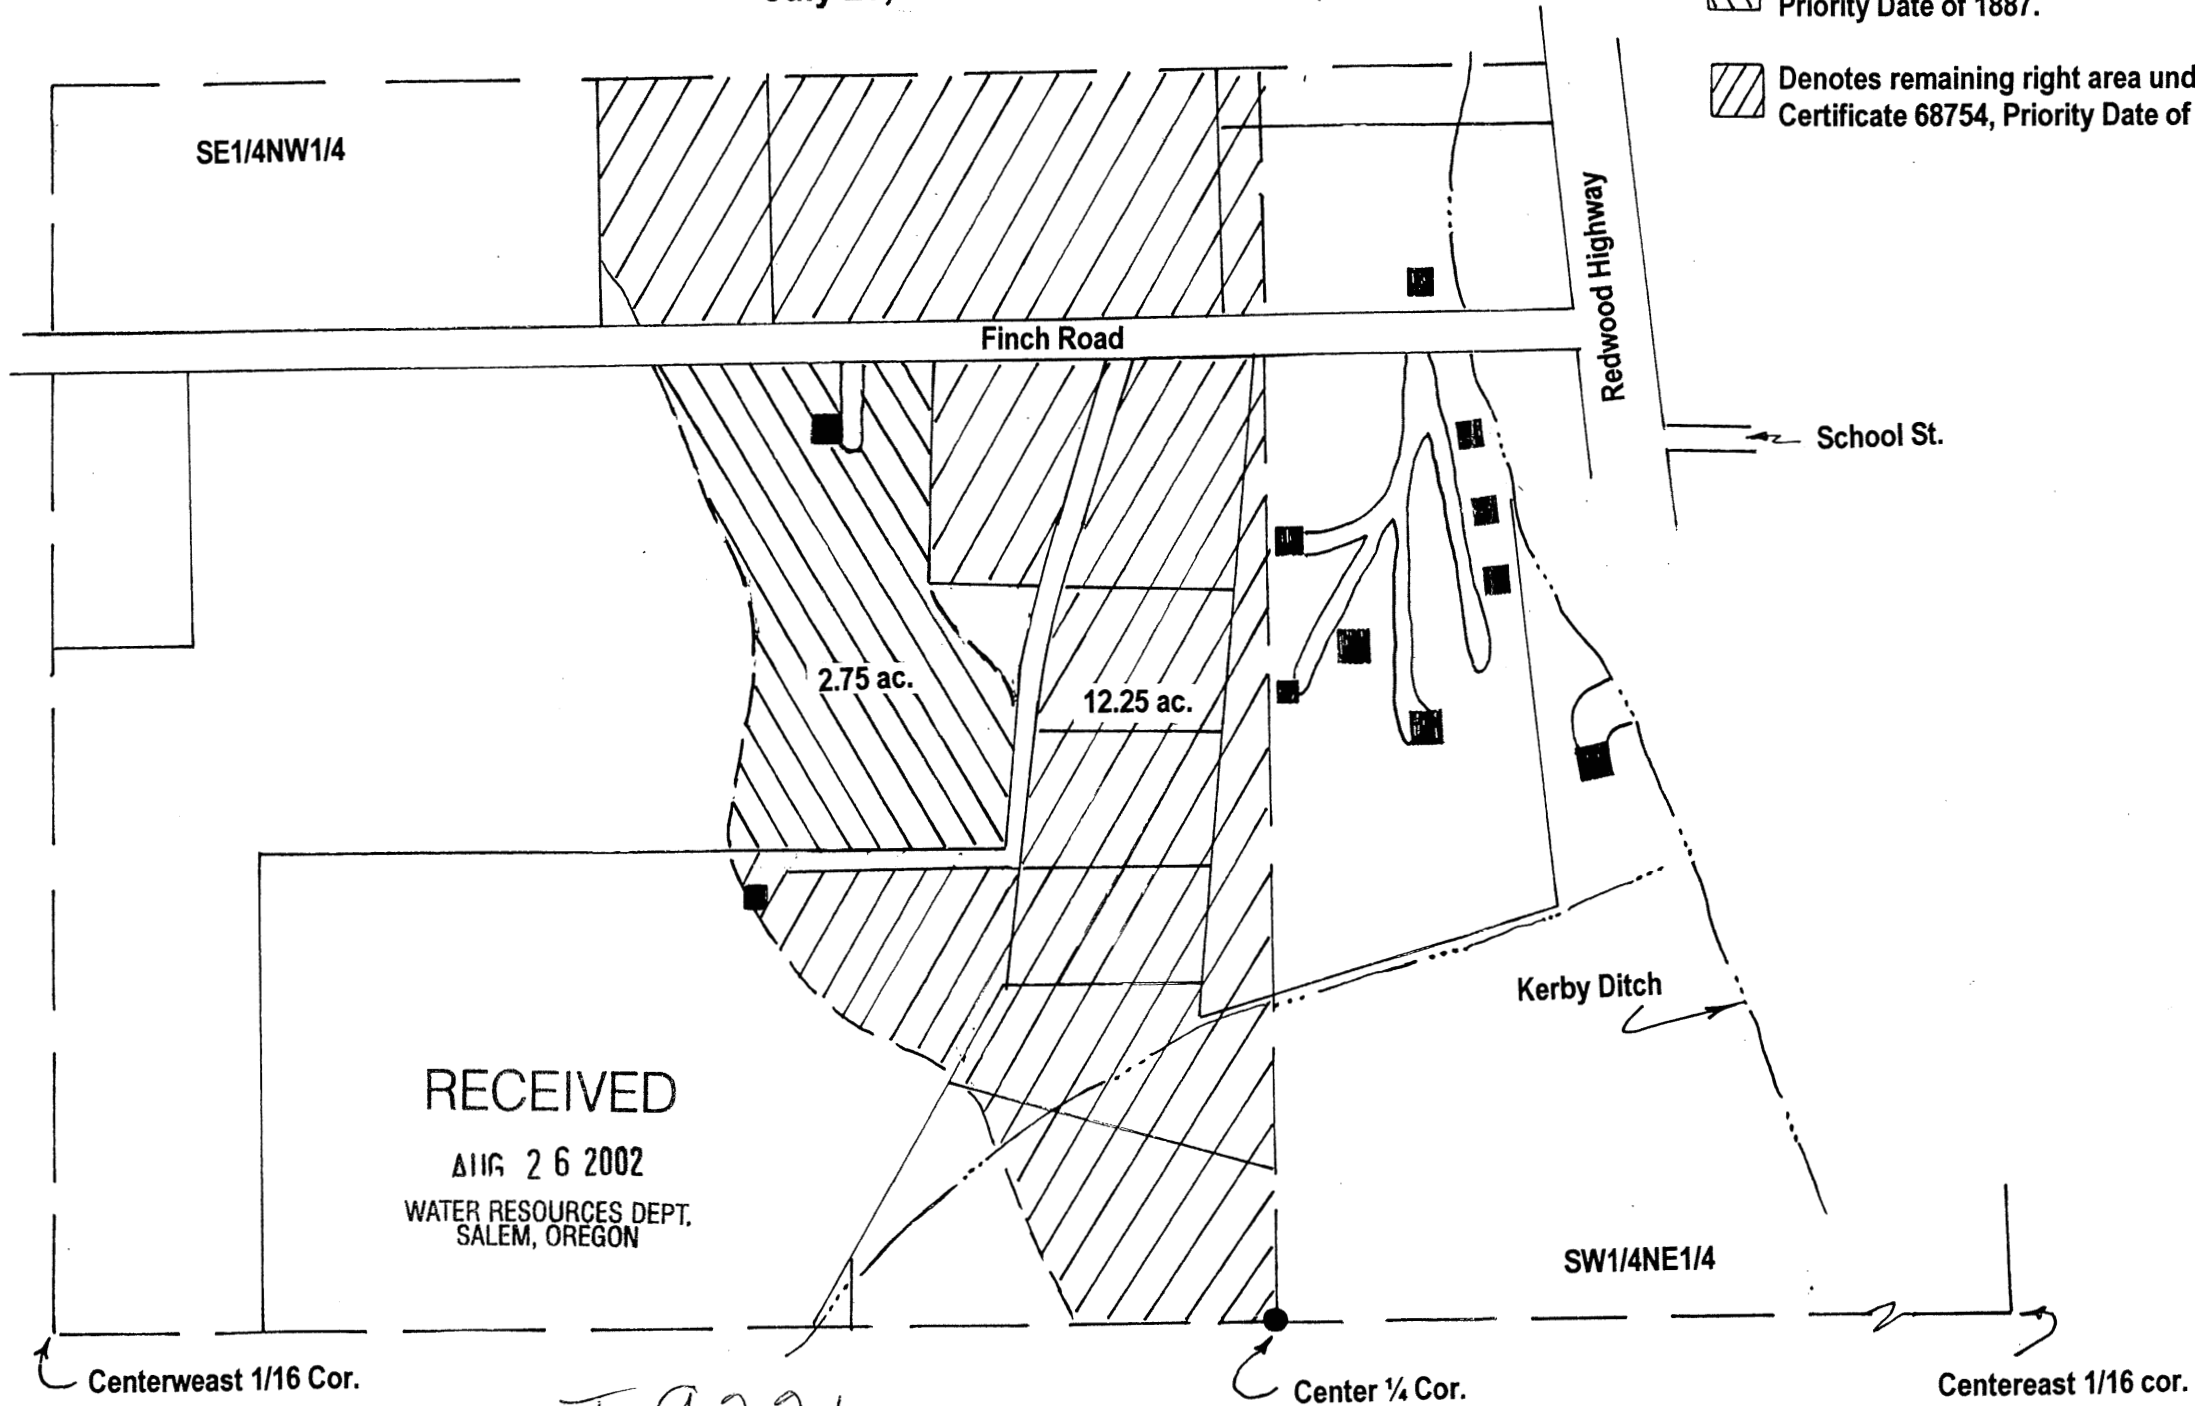 Priority Date of 1887.
Denotes remaining right area
Certificate 68754, Priority Date of
SE1/4NW1/4
Redwood Highway
Finch Road
School St.
2.75 ac.
12.25 ac.
Kerby Ditch
RECEIVED
AUG 26 2002
WATER RESOURCES DEPT.
SALEM, OREGON
SW1/4NE1/4
Centerweast 1/16 Cor.
Center ¼ Cor.
Centereast 1/16 cor.